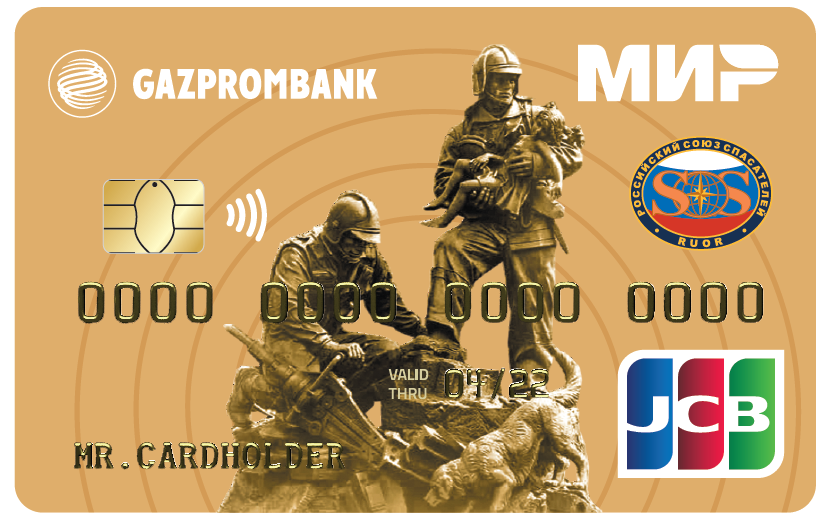 GAZPROMBANK
МИР
РОССИЙСКИЙ СОЮЗ СПАСАТЕЛЕЙ
SOS
• RUOR •
0000 0000 0000 0000
VALID
THRU 04/22
MR.CARDHOLDER
JCB